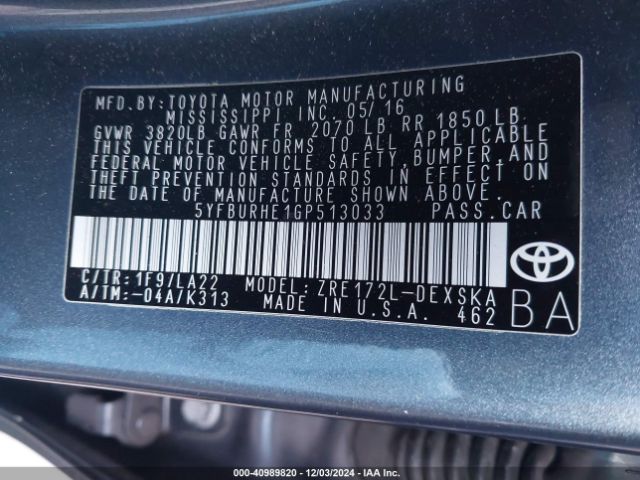 MFD. BY: TOYOTA MOTOR MANUFACTURING
MISSISSIPPI INC. 05/16
GVWR 3820LB GAWR FR 2070 LB RR 1850 LB
THIS VEHICLE CONFORMS TO ALL APPLICABLE
FEDERAL MOTOR VEHICLE SAFETY, BUMPER, AND
THEFT PREVENTION STANDARDS IN EFFECT ON
THE DATE OF MANUFACTURE SHOWN ABOVE.
5YFBURHE1GP513033 PASS. CAR
C/TR: 1F9/LA22 MODEL: ZRE172L-DEXSKA
A/TM: -04A/K313 MADE IN U.S.A. 462
BA
000-40989820 - 12/03/2024 - IAA Inc.